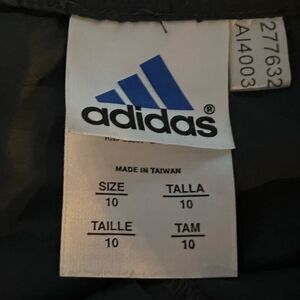 adidas®
MADE IN TAIWAN
SIZE TALLA
10 10
TAILLE TAM
10 10
277632
AI4003